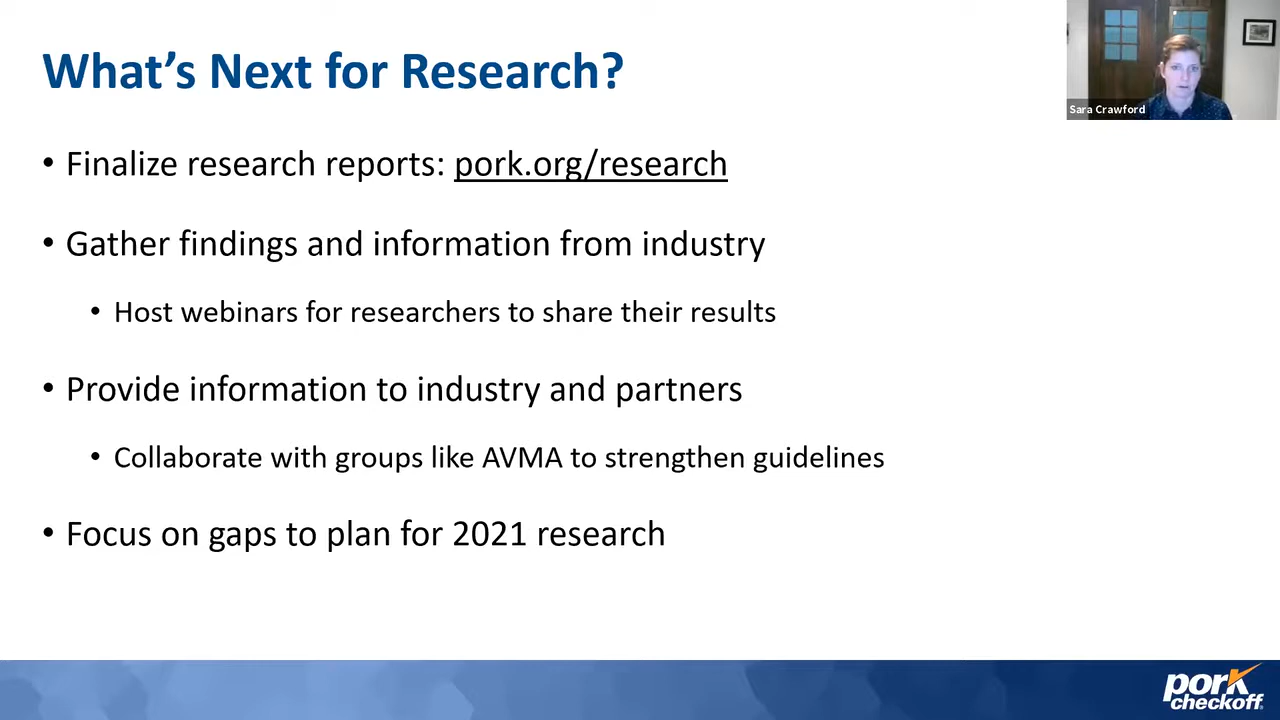 What's Next for Research?
Sara Crawford
• Finalize research reports: pork.org/research
• Gather findings and information from industry
• Host webinars for researchers to share their results
• Provide information to industry and partners
• Collaborate with groups like AVMA to strengthen guidelines
• Focus on gaps to plan for 2021 research
pork
checkoff®